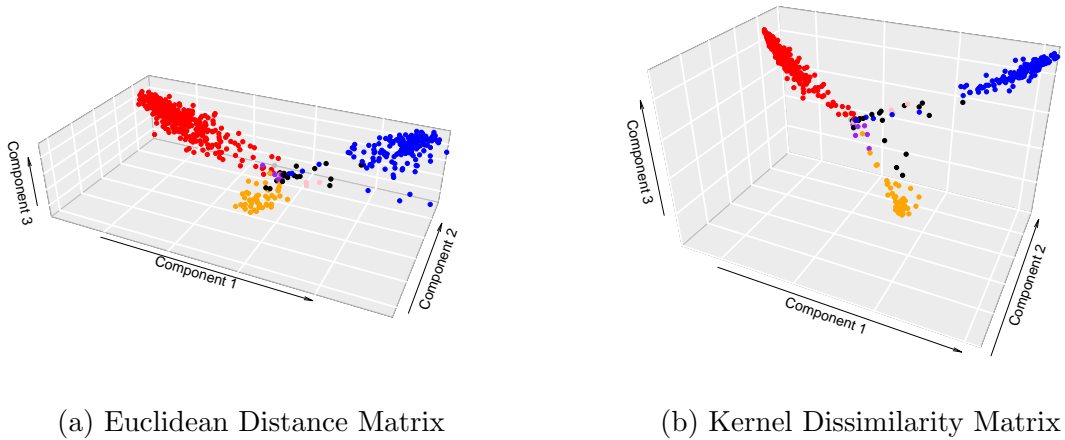 Component 3
Component 1
Component 2
Component 3
Component 1
Component 2
(a) Euclidean Distance Matrix
(b) Kernel Dissimilarity Matrix